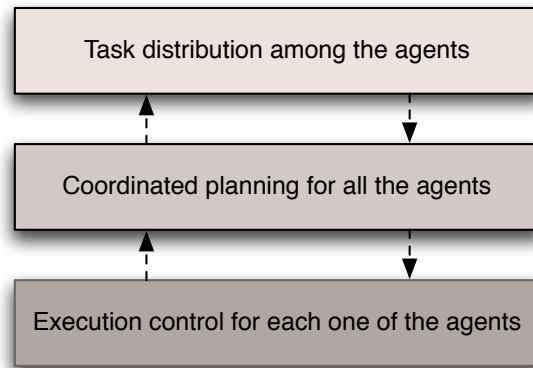 Task distribution among the agents
Coordinated planning for all the agents
Execution control for each one of the agents